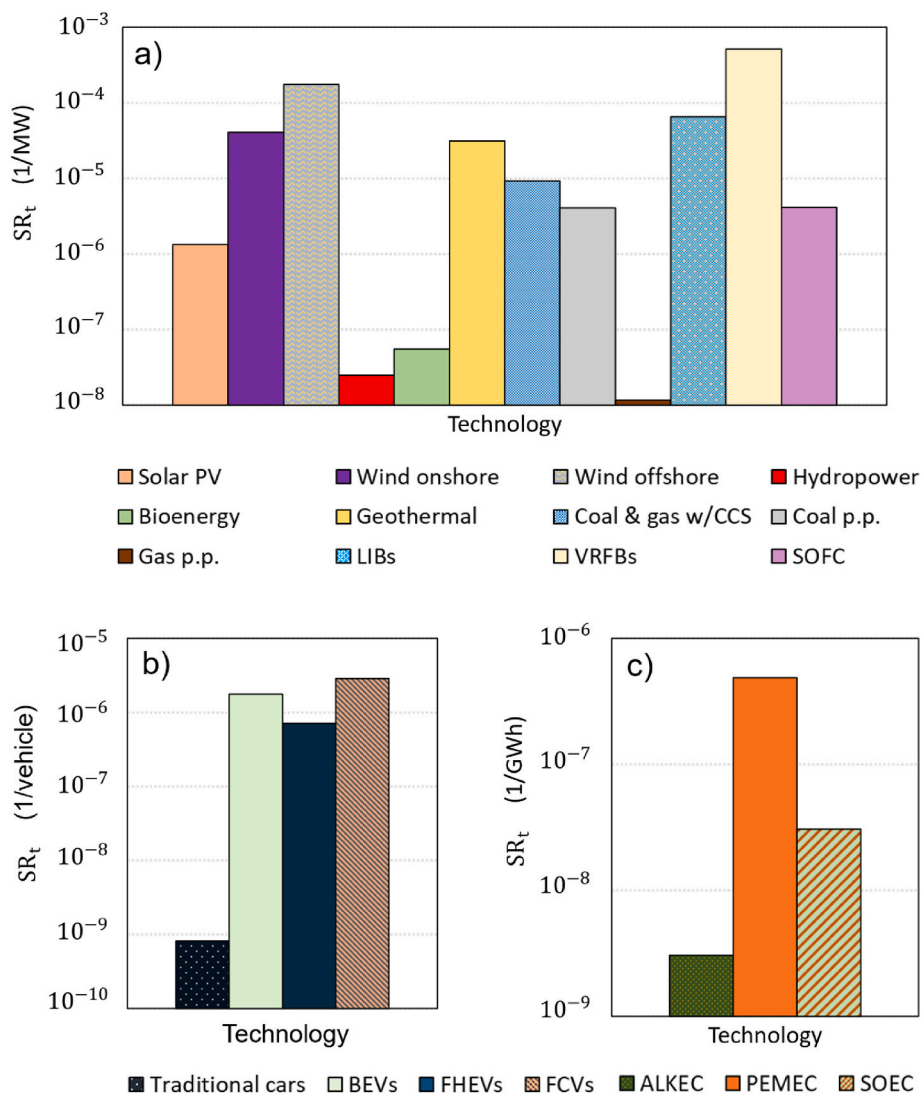 a)
SRₜ (1/MW)
10⁻³
10⁻⁴
10⁻⁵
10⁻⁶
10⁻⁷
10⁻⁸
Technology
Solar PV Wind onshore Wind offshore Hydropower
Bioenergy Geothermal Coal & gas w/CCS Coal p.p.
Gas p.p. LIBs VRFBs SOFC
b)
SRₜ (1/vehicle)
10⁻⁵
10⁻⁶
10⁻⁷
10⁻⁸
10⁻⁹
10⁻¹⁰
Technology
c)
SRₜ (1/GWh)
10⁻⁶
10⁻⁷
10⁻⁸
10⁻⁹
Technology
Traditional cars BEVs FHEVs FCVs ALKEC PEMEC SOEC